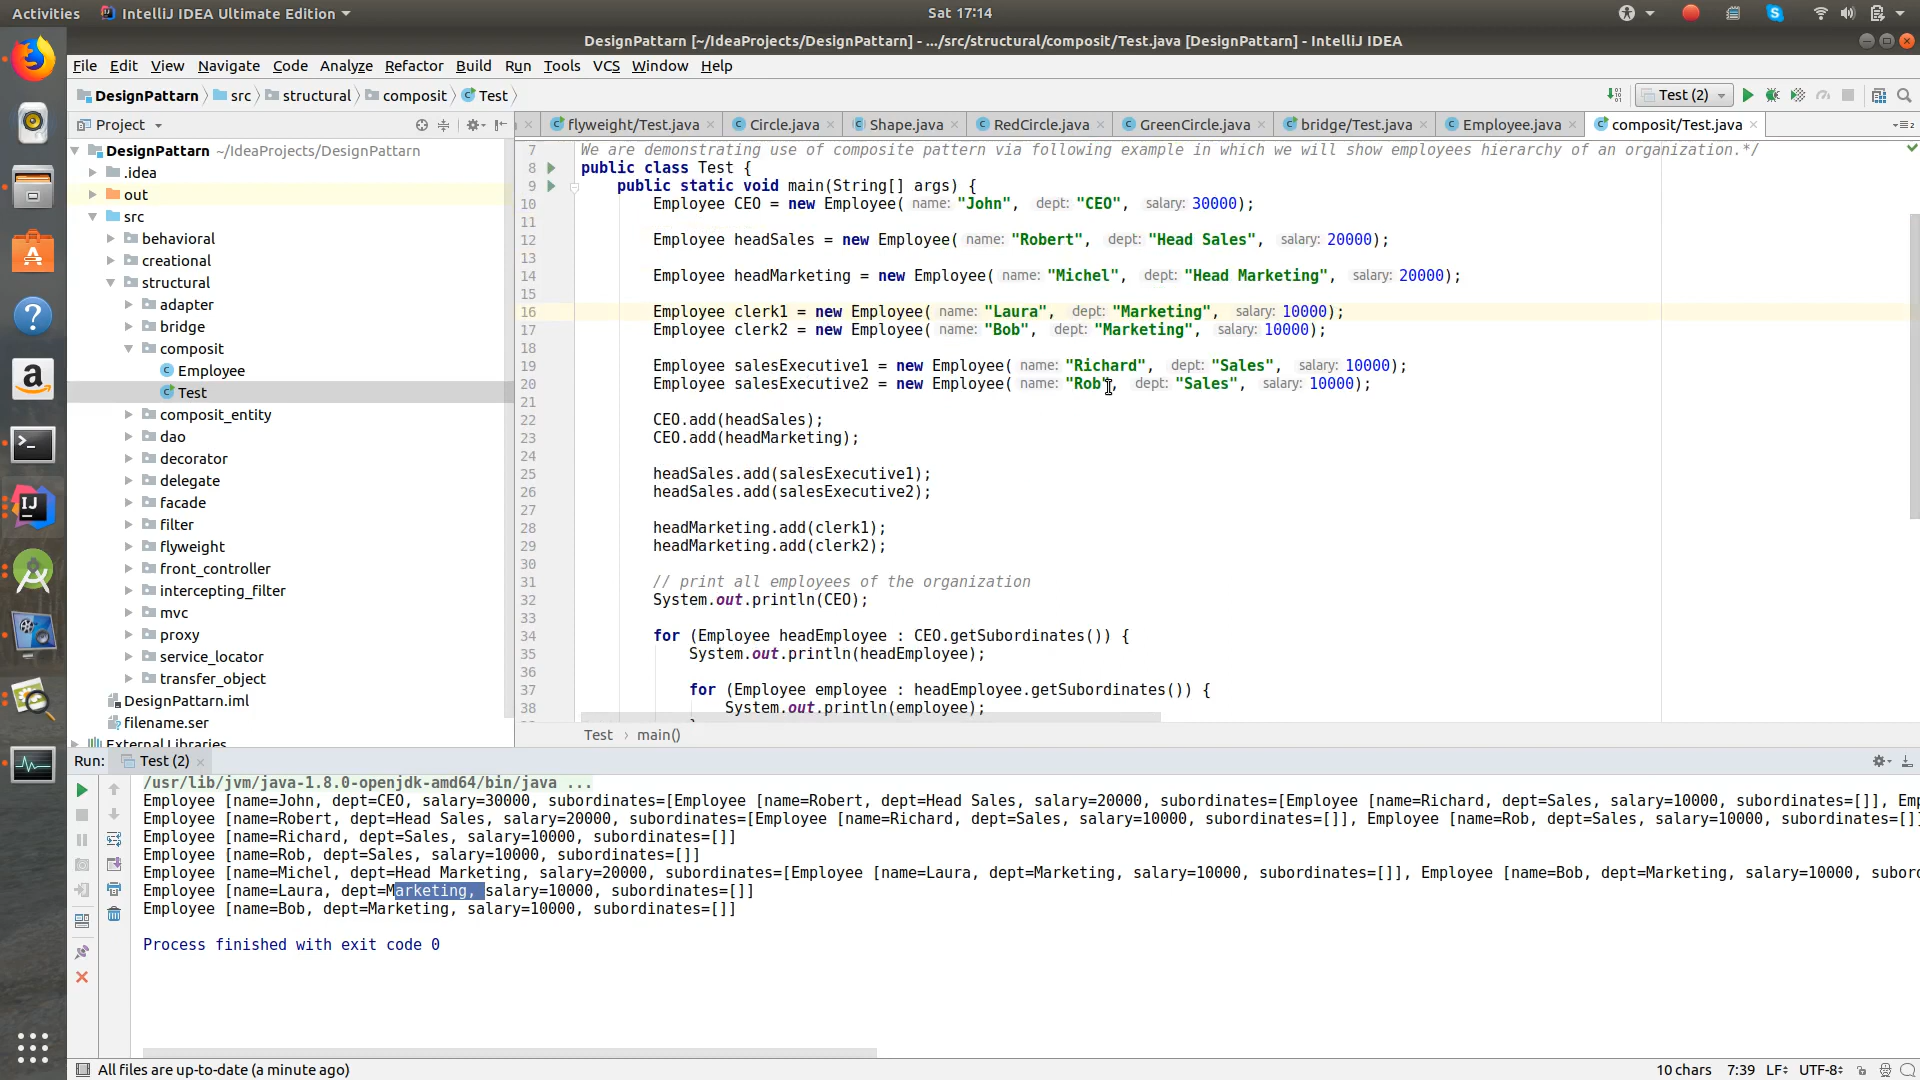 Activities
IntelliJ IDEA Ultimate Edition
Sat 17:14
DesignPattarn [~/IdeaProjects/DesignPattarn] - .../src/structural/composit/Test.java [DesignPattarn] - IntelliJ IDEA
File Edit View Navigate Code Analyze Refactor Build Run Tools VCS Window Help
DesignPattarn src structural composit Test
Test (2)
Project
flyweight/Test.java Circle.java Shape.java RedCircle.java GreenCircle.java bridge/Test.java Employee.java composit/Test.java
DesignPattarn ~/IdeaProjects/DesignPattarn
.idea
out
src
behavioral
creational
structural
adapter
bridge
composit
Employee
Test
composit_entity
dao
decorator
delegate
facade
filter
flyweight
front_controller
intercepting_filter
mvc
proxy
service_locator
transfer_object
DesignPattarn.iml
filename.ser
External Libraries
7 We are demonstrating use of composite pattern via following example in which we will show employees hierarchy of an organization.*/
8 public class Test {
9 public static void main(String[] args) {
10 Employee CEO = new Employee( name: "John", dept: "CEO", salary: 30000);
11
12 Employee headSales = new Employee( name: "Robert", dept: "Head Sales", salary: 20000);
13
14 Employee headMarketing = new Employee( name: "Michel", dept: "Head Marketing", salary: 20000);
15
16 Employee clerk1 = new Employee( name: "Laura", dept: "Marketing", salary: 10000);
17 Employee clerk2 = new Employee( name: "Bob", dept: "Marketing", salary: 10000);
18
19 Employee salesExecutive1 = new Employee( name: "Richard", dept: "Sales", salary: 10000);
20 Employee salesExecutive2 = new Employee( name: "Rob", dept: "Sales", salary: 10000);
21
22 CEO.add(headSales);
23 CEO.add(headMarketing);
24
25 headSales.add(salesExecutive1);
26 headSales.add(salesExecutive2);
27
28 headMarketing.add(clerk1);
29 headMarketing.add(clerk2);
30
31 // print all employees of the organization
32 System.out.println(CEO);
33
34 for (Employee headEmployee : CEO.getSubordinates()) {
35 System.out.println(headEmployee);
36
37 for (Employee employee : headEmployee.getSubordinates()) {
38 System.out.println(employee);
Test main()
Run: Test (2)
/usr/lib/jvm/java-1.8.0-openjdk-amd64/bin/java ...
Employee [name=John, dept=CEO, salary=30000, subordinates=[Employee [name=Robert, dept=Head Sales, salary=20000, subordinates=[Employee [name=Richard, dept=Sales, salary=10000, subordinates=[]], Emp
Employee [name=Robert, dept=Head Sales, salary=20000, subordinates=[Employee [name=Richard, dept=Sales, salary=10000, subordinates=[]], Employee [name=Rob, dept=Sales, salary=10000, subordinates=[]]
Employee [name=Richard, dept=Sales, salary=10000, subordinates=[]]
Employee [name=Rob, dept=Sales, salary=10000, subordinates=[]]
Employee [name=Michel, dept=Head Marketing, salary=20000, subordinates=[Employee [name=Laura, dept=Marketing, salary=10000, subordinates=[]], Employee [name=Bob, dept=Marketing, salary=10000, subord
Employee [name=Laura, dept=Marketing, salary=10000, subordinates=[]]
Employee [name=Bob, dept=Marketing, salary=10000, subordinates=[]]
Process finished with exit code 0
All files are up-to-date (a minute ago)
10 chars 7:39 LF÷ UTF-8÷